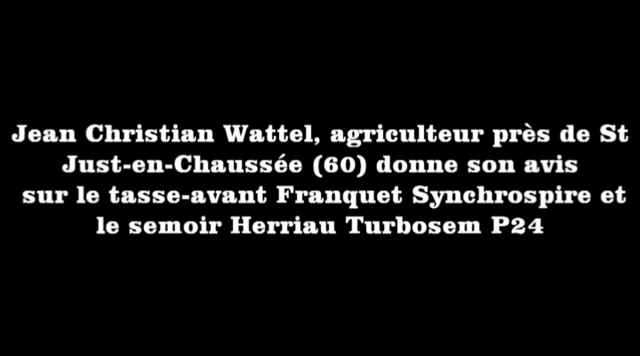 Jean Christian Wattel, agriculteur près de St
Just-en-Chaussée (60) donne son avis
sur le tasse-avant Franquet Synchrospire et
le semoir Herriau Turbosem P24